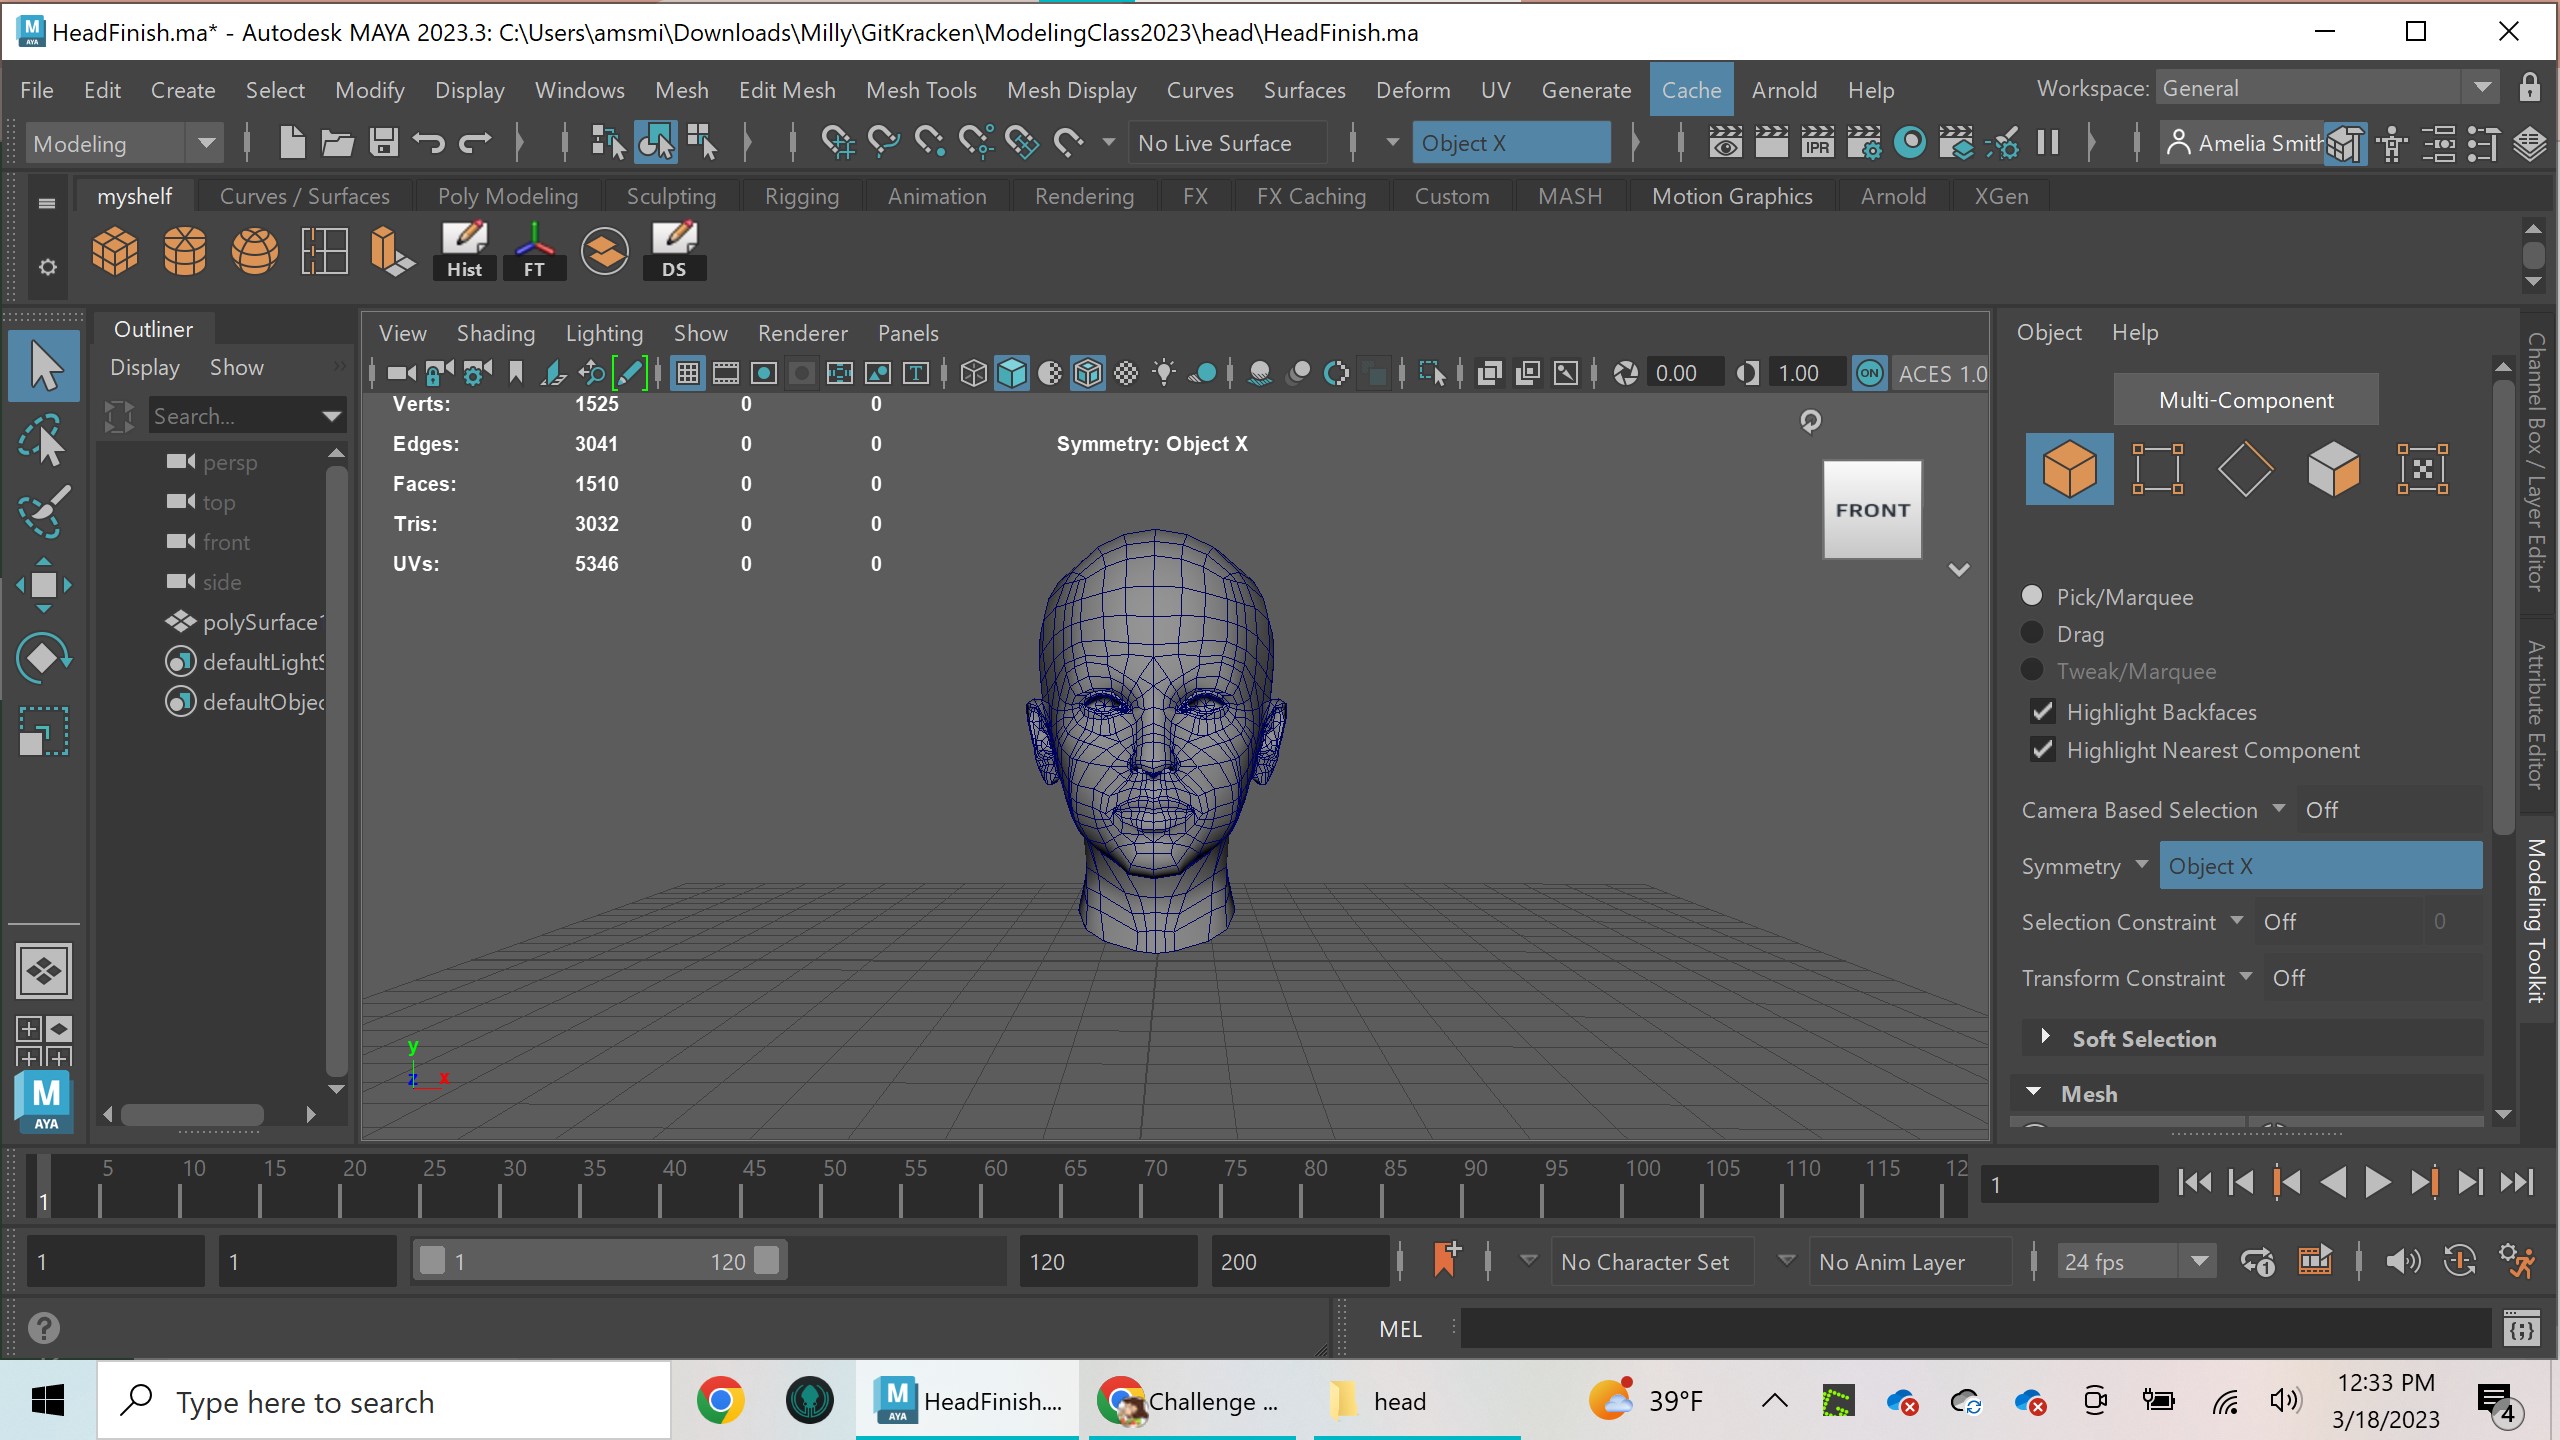 HeadFinish.ma* - Autodesk MAYA 2023.3: C:\Users\amsmi\Downloads\Milly\GitKracken\ModelingClass2023\head\HeadFinish.ma
File Edit Create Select Modify Display Windows Mesh Edit Mesh Mesh Tools Mesh Display Curves Surfaces Deform UV Generate Cache Arnold Help Workspace: General
Modeling No Live Surface Object X IPR Amelia Smith
myshelf Curves / Surfaces Poly Modeling Sculpting Rigging Animation Rendering FX FX Caching Custom MASH Motion Graphics Arnold XGen
Hist FT DS
Outliner
Display Show
Search...
persp
top
front
side
polySurface1
defaultLightS
defaultObjec
View Shading Lighting Show Renderer Panels
0.00 1.00 ON ACES 1.0
Verts: 1525 0 0
Edges: 3041 0 0
Faces: 1510 0 0
Tris: 3032 0 0
UVs: 5346 0 0
Symmetry: Object X
FRONT
y
z x
Object Help
Multi-Component
Pick/Marquee
Drag
Tweak/Marquee
Highlight Backfaces
Highlight Nearest Component
Camera Based Selection Off
Symmetry Object X
Selection Constraint Off 0
Transform Constraint Off
Soft Selection
Mesh
Channel Box / Layer Editor
Attribute Editor
Modeling Toolkit
M
AYA
5 10 15 20 25 30 35 40 45 50 55 60 65 70 75 80 85 90 95 100 105 110 115 12
1 1
1 1 1 120 120 200 No Character Set No Anim Layer 24 fps 1
MEL
Type here to search HeadFinish.... Challenge ... head 39°F
12:33 PM
3/18/2023
4